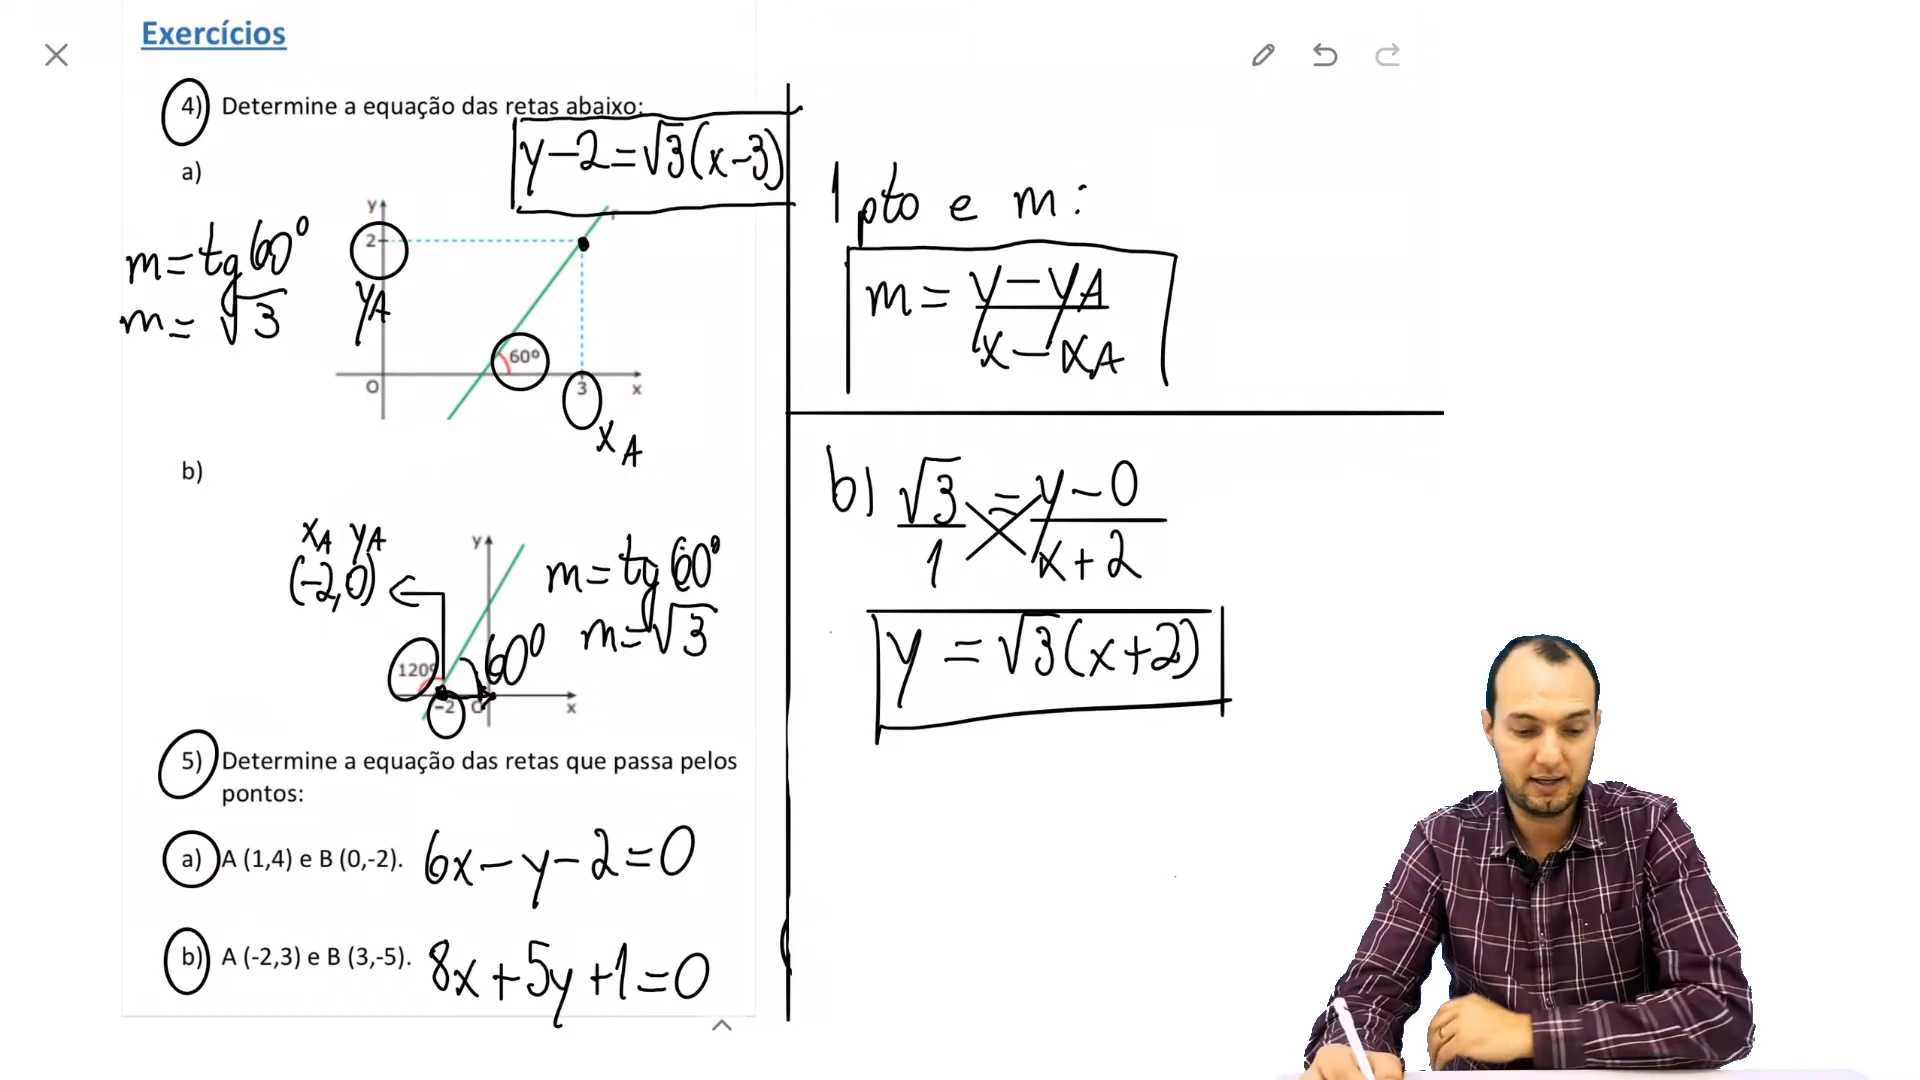 Exercícios
4) Determine a equação das retas abaixo:
y-2=√3(x-3)
a)
m=tg60°
m=√3
y
2
yA
60°
O
3
x
xA
b)
xA yA
(-2,0)
y
m=tg60°
m=√3
120°
60°
-2
O
x
5) Determine a equação das retas que passa pelos
pontos:
a) A (1,4) e B (0,-2). 6x-y-2=0
b) A (-2,3) e B (3,-5). 8x+5y+1=0
1 pto e m:
m = y-yA
x-xA
b) √3 = y-0
1 x+2
y = √3(x+2)